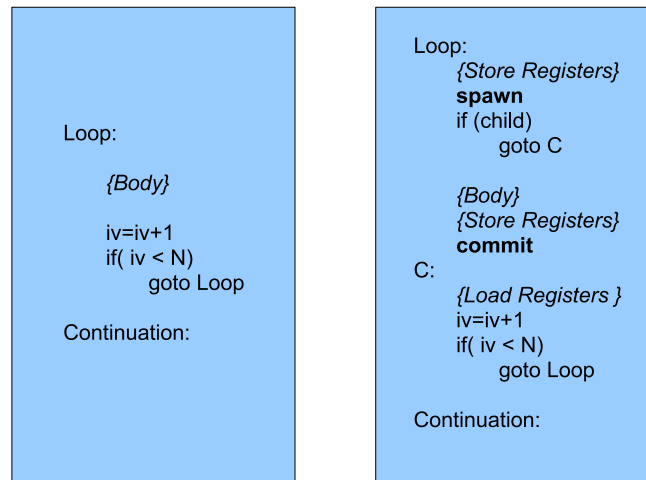 Loop:
{Body}
iv=iv+1
if( iv < N)
goto Loop
Continuation:
Loop:
{Store Registers}
spawn
if (child)
goto C
{Body}
{Store Registers}
commit
C:
{Load Registers }
iv=iv+1
if( iv < N)
goto Loop
Continuation: